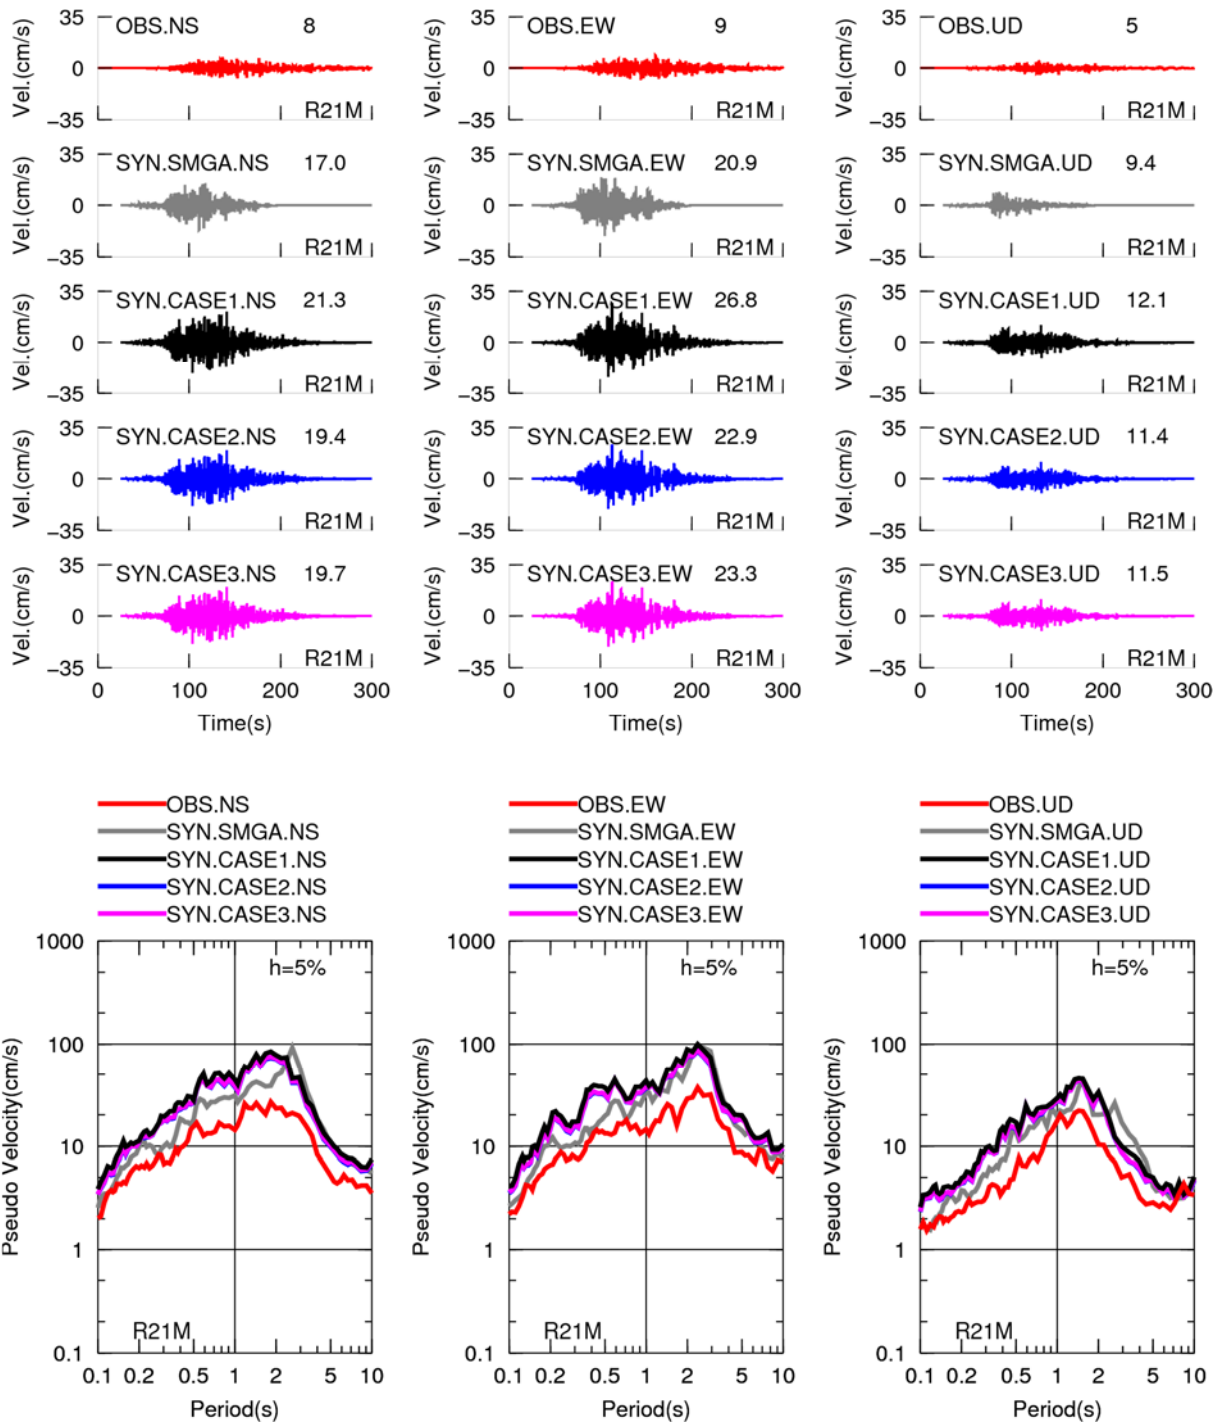 OBS.NS 8
35
0
−35
Vel.(cm/s)
R21M
OBS.EW 9
35
0
−35
Vel.(cm/s)
R21M
OBS.UD 5
35
0
−35
Vel.(cm/s)
R21M
SYN.SMGA.NS 17.0
35
0
−35
Vel.(cm/s)
R21M
SYN.SMGA.EW 20.9
35
0
−35
Vel.(cm/s)
R21M
SYN.SMGA.UD 9.4
35
0
−35
Vel.(cm/s)
R21M
SYN.CASE1.NS 21.3
35
0
−35
Vel.(cm/s)
R21M
SYN.CASE1.EW 26.8
35
0
−35
Vel.(cm/s)
R21M
SYN.CASE1.UD 12.1
35
0
−35
Vel.(cm/s)
R21M
SYN.CASE2.NS 19.4
35
0
−35
Vel.(cm/s)
R21M
SYN.CASE2.EW 22.9
35
0
−35
Vel.(cm/s)
R21M
SYN.CASE2.UD 11.4
35
0
−35
Vel.(cm/s)
R21M
SYN.CASE3.NS 19.7
35
0
−35
Vel.(cm/s)
R21M
0 100 200 300
Time(s)
SYN.CASE3.EW 23.3
35
0
−35
Vel.(cm/s)
R21M
0 100 200 300
Time(s)
SYN.CASE3.UD 11.5
35
0
−35
Vel.(cm/s)
R21M
0 100 200 300
Time(s)
OBS.NS
SYN.SMGA.NS
SYN.CASE1.NS
SYN.CASE2.NS
SYN.CASE3.NS
1000
100
10
1
0.1
Pseudo Velocity(cm/s)
h=5%
R21M
0.1 0.2 0.5 1 2 5 10
Period(s)
OBS.EW
SYN.SMGA.EW
SYN.CASE1.EW
SYN.CASE2.EW
SYN.CASE3.EW
1000
100
10
1
0.1
Pseudo Velocity(cm/s)
h=5%
R21M
0.1 0.2 0.5 1 2 5 10
Period(s)
OBS.UD
SYN.SMGA.UD
SYN.CASE1.UD
SYN.CASE2.UD
SYN.CASE3.UD
1000
100
10
1
0.1
Pseudo Velocity(cm/s)
h=5%
R21M
0.1 0.2 0.5 1 2 5 10
Period(s)